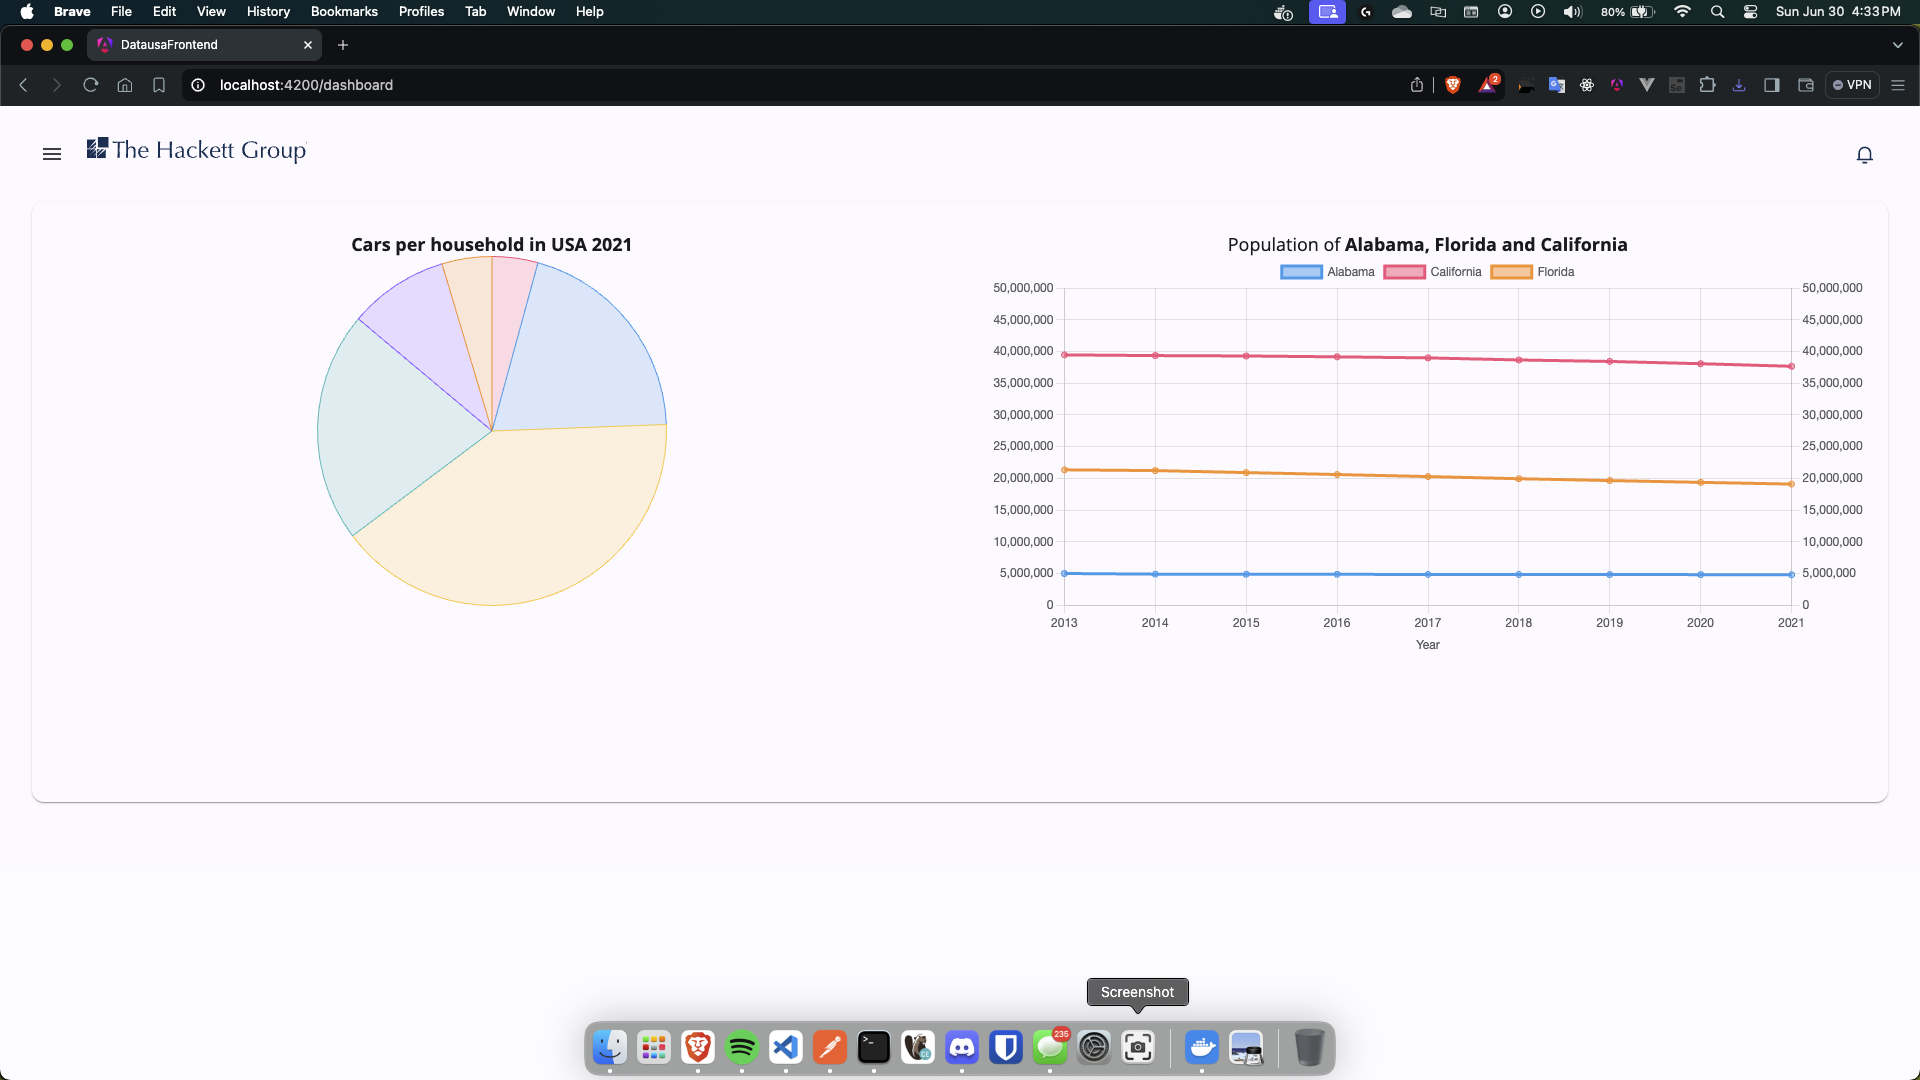 Brave File Edit View History Bookmarks Profiles Tab Window Help 80% Sun Jun 30 4:33 PM
DatausaFrontend
localhost:4200/dashboard 2 VPN
The Hackett Group
Cars per household in USA 2021
Population of Alabama, Florida and California
Alabama California Florida
50,000,000 50,000,000
45,000,000 45,000,000
40,000,000 40,000,000
35,000,000 35,000,000
30,000,000 30,000,000
25,000,000 25,000,000
20,000,000 20,000,000
15,000,000 15,000,000
10,000,000 10,000,000
5,000,000 5,000,000
0 0
2013 2014 2015 2016 2017 2018 2019 2020 2021
Year
Screenshot
235